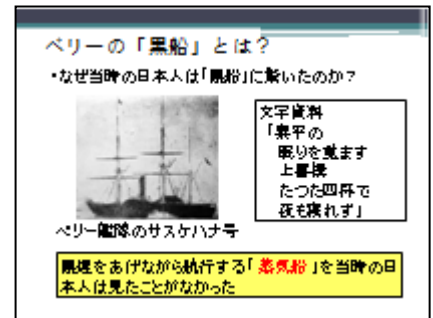 ペリーの「黒船」とは？
・なぜ当時の日本人は「黒船」に驚いたのか？
文字資料
「泰平の
眠りを覚ます
上喜撰
たった四杯で
夜も寝れず」
ペリー艦隊のサスケハナ号
黒煙をあげながら航行する「蒸気船」を当時の日
本人は見たことがなかった